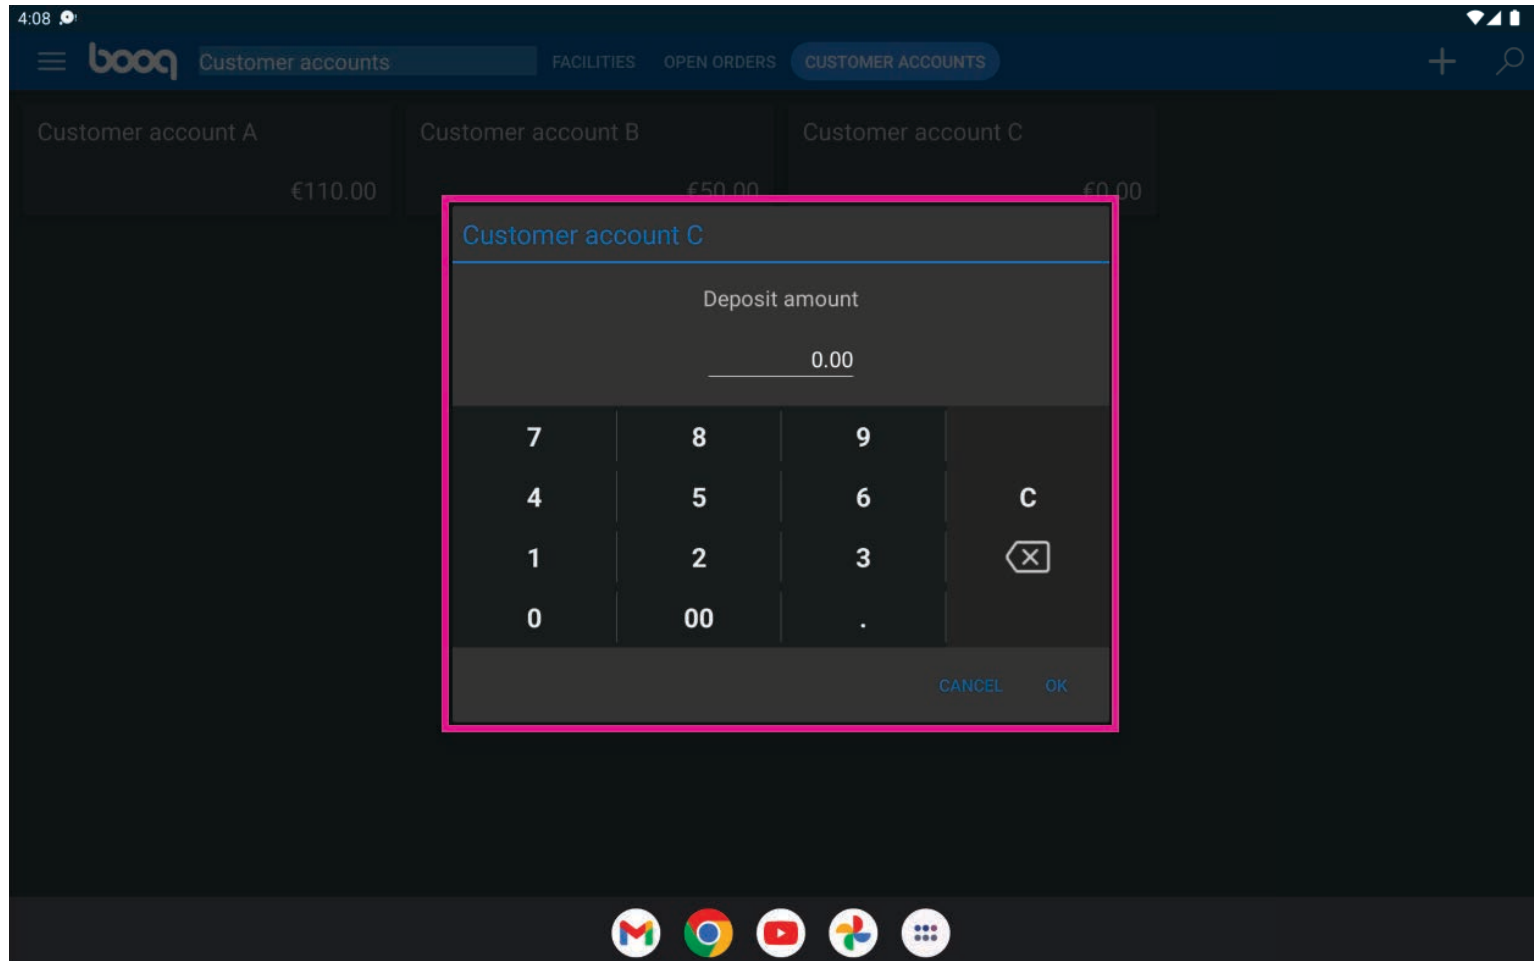 4:08
booq Customer accounts FACILITIES OPEN ORDERS CUSTOMER ACCOUNTS
Customer account A Customer account B Customer account C
€110.00 €50.00 €0.00
Customer account C
Deposit amount
0.00
7 8 9
4 5 6 C
1 2 3
0 00 .
CANCEL OK